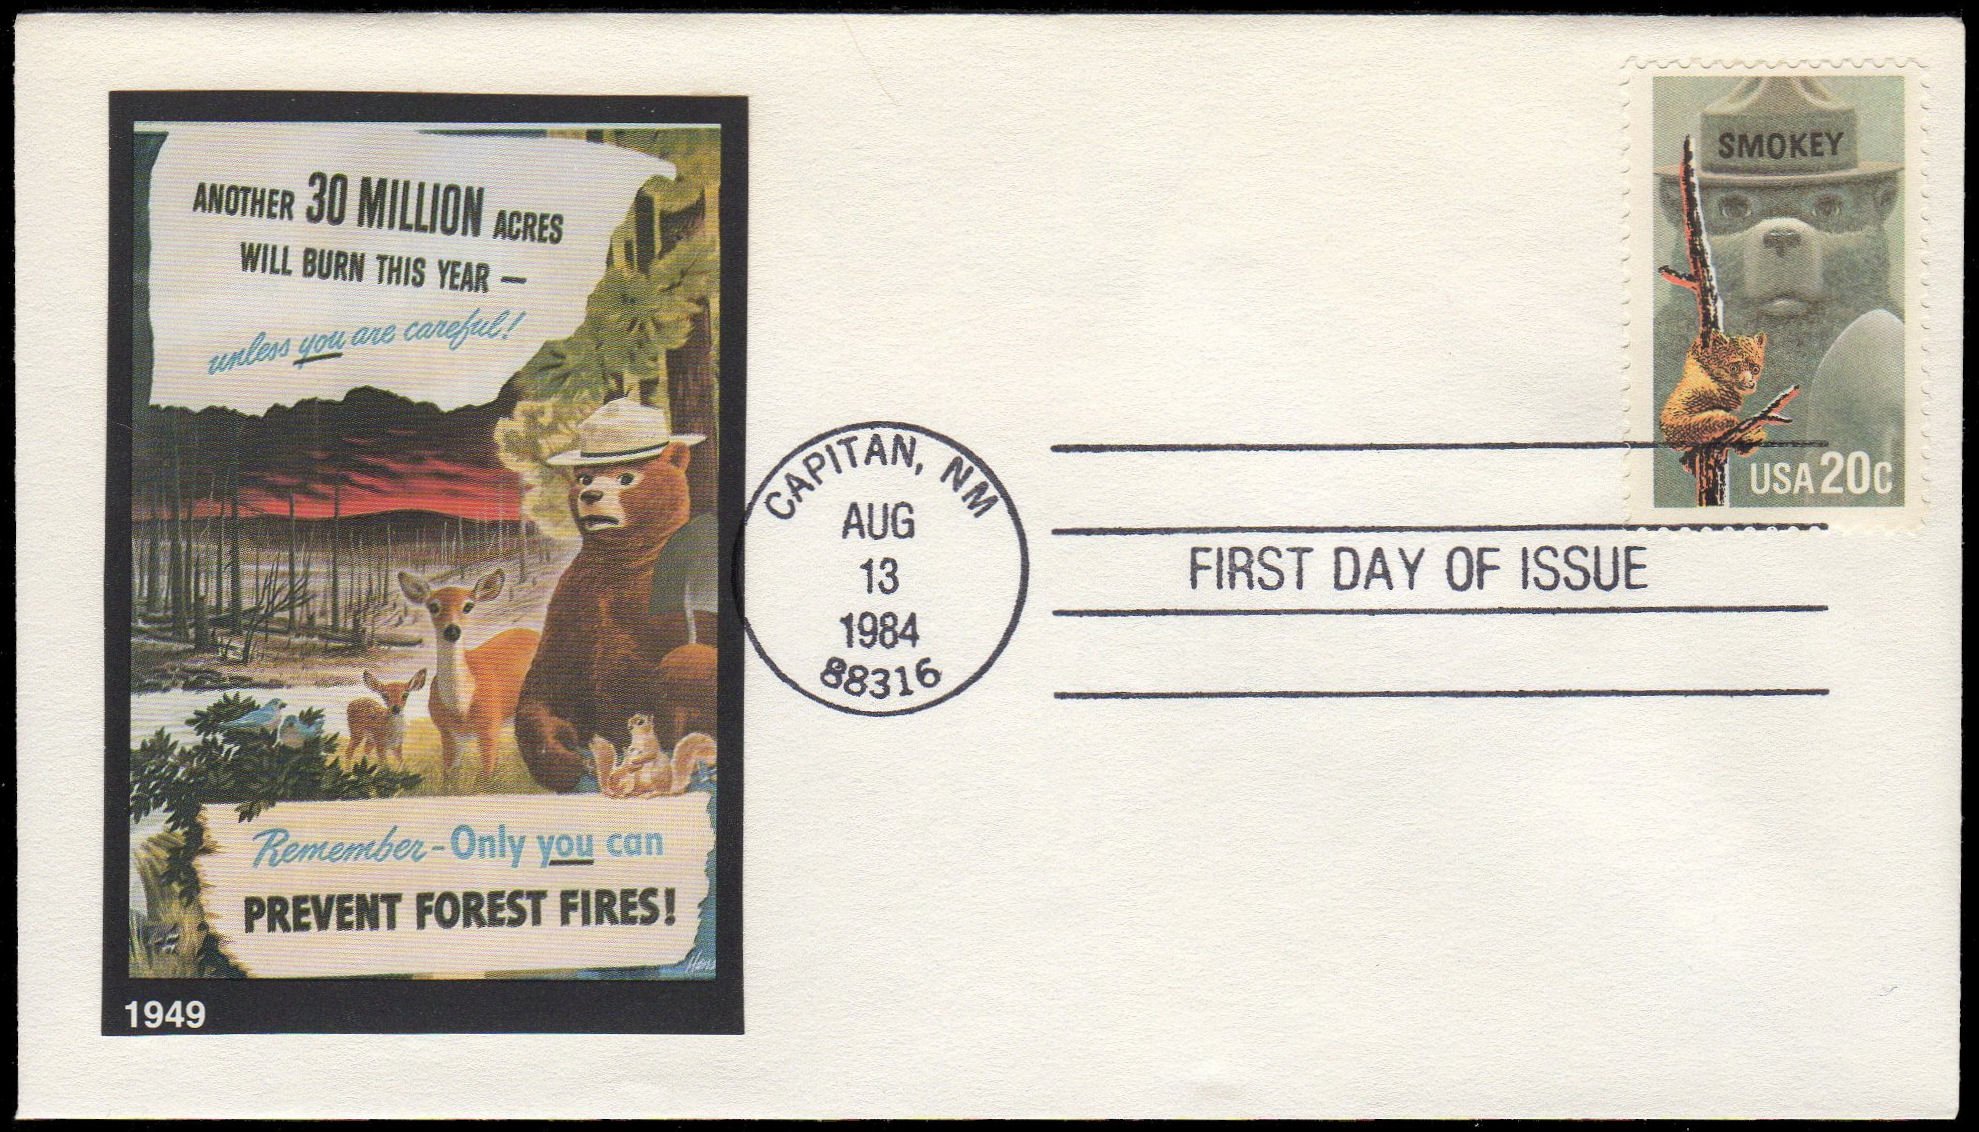 ANOTHER 30 MILLION ACRES
WILL BURN THIS YEAR —
unless you are careful!
Remember - Only you can
PREVENT FOREST FIRES!
1949
CAPITAN, NM
AUG
13
1984
88316
FIRST DAY OF ISSUE
SMOKEY
USA 20c